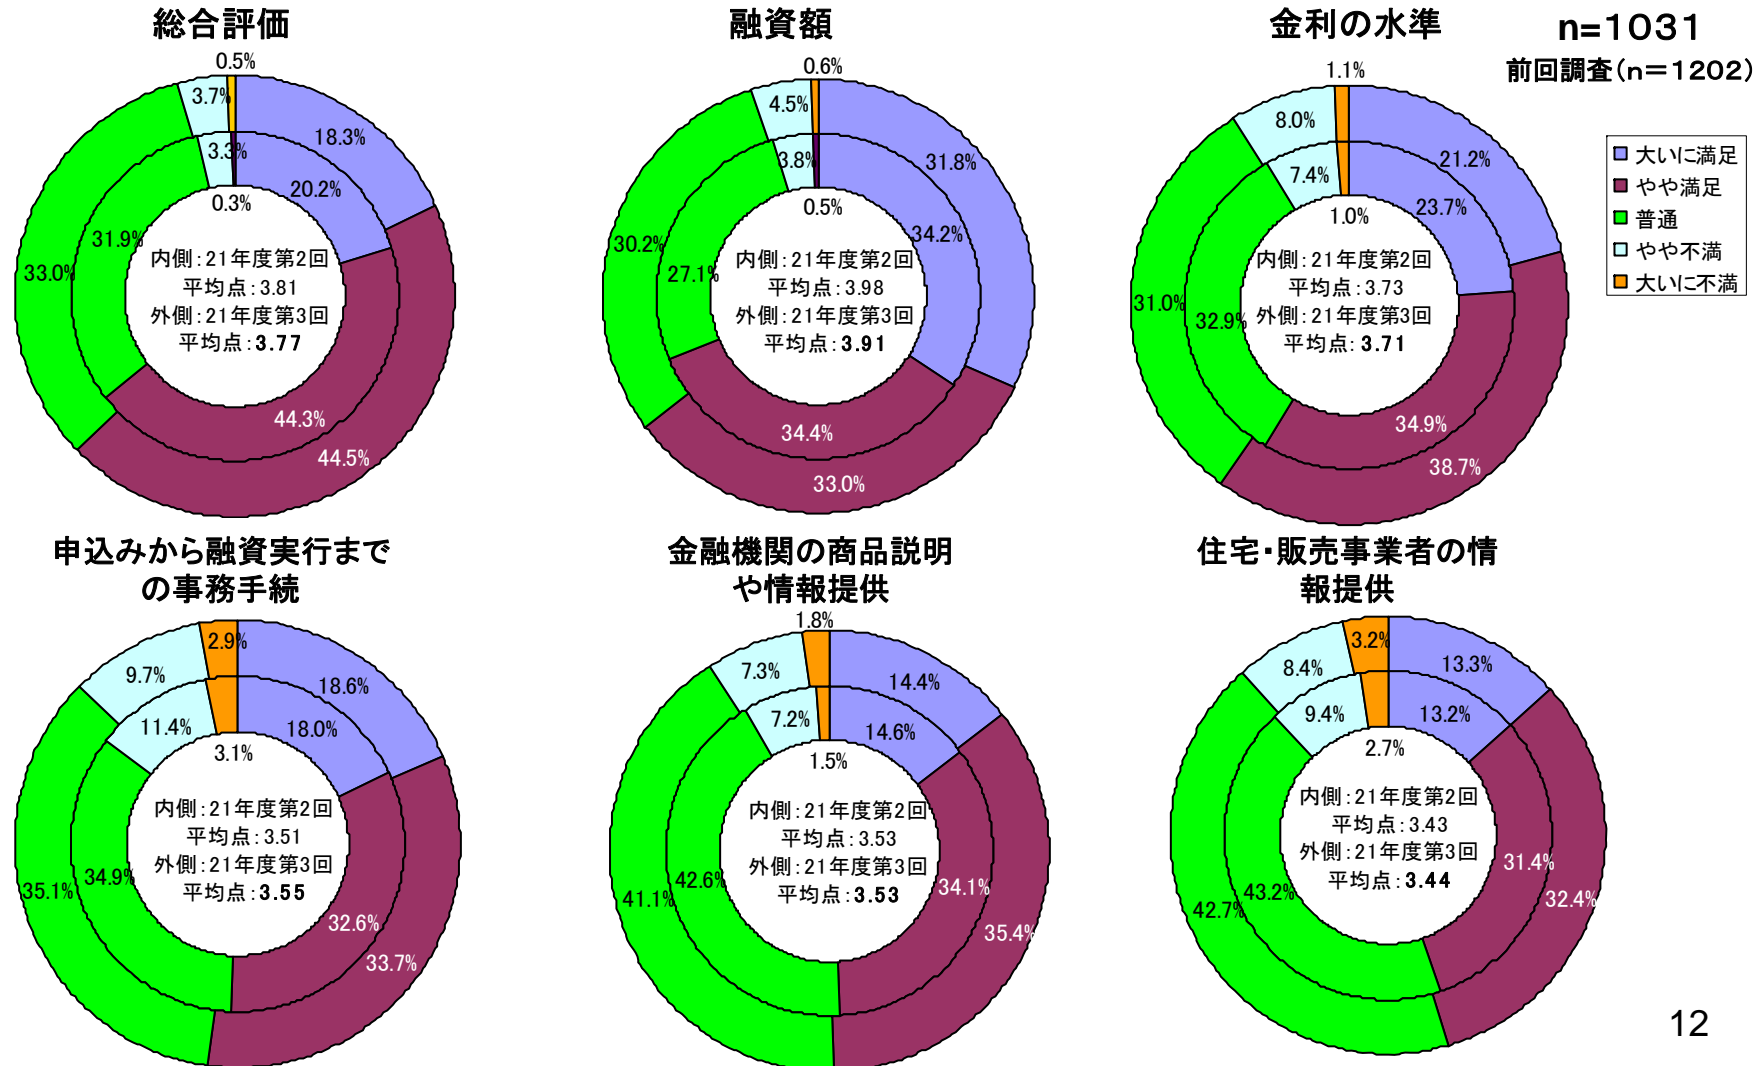 総合評価
融資額
金利の水準
n=1031
前回調査(n=1202)
0.5%
3.7%
18.3%
3.3%
20.2%
0.3%
31.9%
33.0%
内側:21年度第2回
平均点:3.81
外側:21年度第3回
平均点:3.77
44.3%
44.5%
0.6%
4.5%
31.8%
3.8%
0.5%
34.2%
30.2%
27.1%
内側:21年度第2回
平均点:3.98
外側:21年度第3回
平均点:3.91
34.4%
33.0%
1.1%
8.0%
21.2%
7.4%
23.7%
1.0%
31.0%
32.9%
内側:21年度第2回
平均点:3.73
外側:21年度第3回
平均点:3.71
34.9%
38.7%
大いに満足
やや満足
普通
やや不満
大いに不満
申込みから融資実行まで
の事務手続
2.9%
9.7%
18.6%
11.4%
18.0%
3.1%
内側:21年度第2回
平均点:3.51
外側:21年度第3回
平均点:3.55
35.1%
34.9%
32.6%
33.7%
金融機関の商品説明
や情報提供
1.8%
7.3%
14.4%
7.2%
14.6%
1.5%
内側:21年度第2回
平均点:3.53
外側:21年度第3回
平均点:3.53
41.1%
42.6%
34.1%
35.4%
住宅・販売事業者の情
報提供
3.2%
8.4%
13.3%
9.4%
13.2%
2.7%
内側:21年度第2回
平均点:3.43
外側:21年度第3回
平均点:3.44
42.7%
43.2%
31.4%
32.4%
12